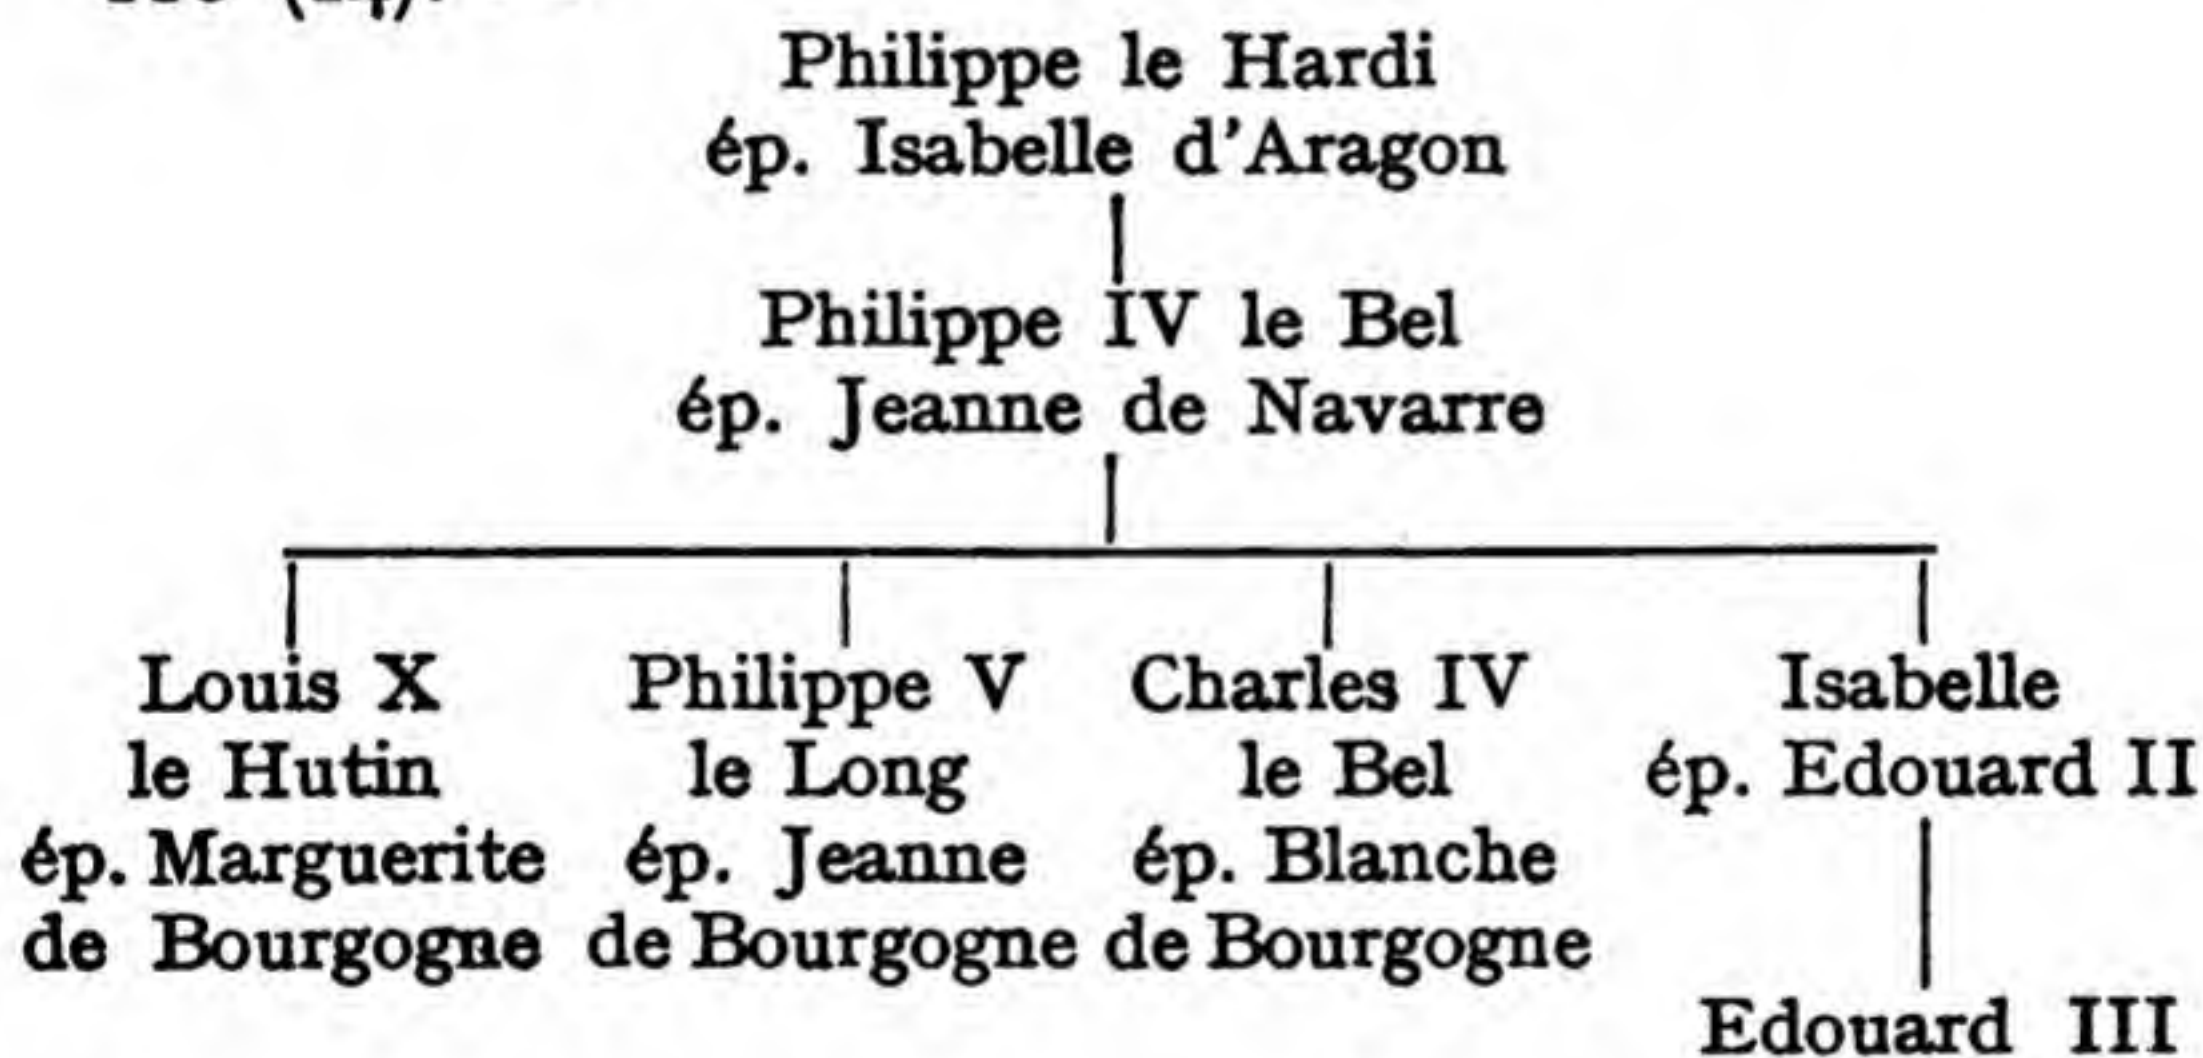 Philippe le Hardi
ép. Isabelle d'Aragon
Philippe IV le Bel
ép. Jeanne de Navarre
Louis X
le Hutin
ép. Marguerite
de Bourgogne
Philippe V
le Long
ép. Jeanne
de Bourgogne
Charles IV
le Bel
ép. Blanche
de Bourgogne
Isabelle
ép. Edouard II
Edouard III